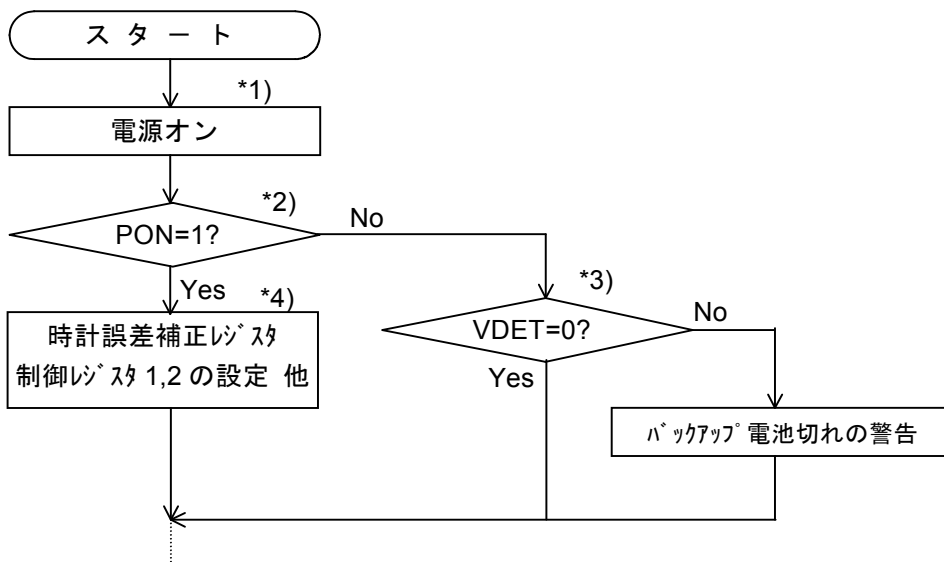 ス タ ー ト
*1)
電源オン
*2)
PON=1?
No
Yes
*3)
*4)
VDET=0?
No
Yes
時計誤差補正ﾚｼﾞｽﾀ
制御ﾚｼﾞｽﾀ 1,2 の設定 他
ﾊﾞｯｸｱｯﾌﾟ電池切れの警告